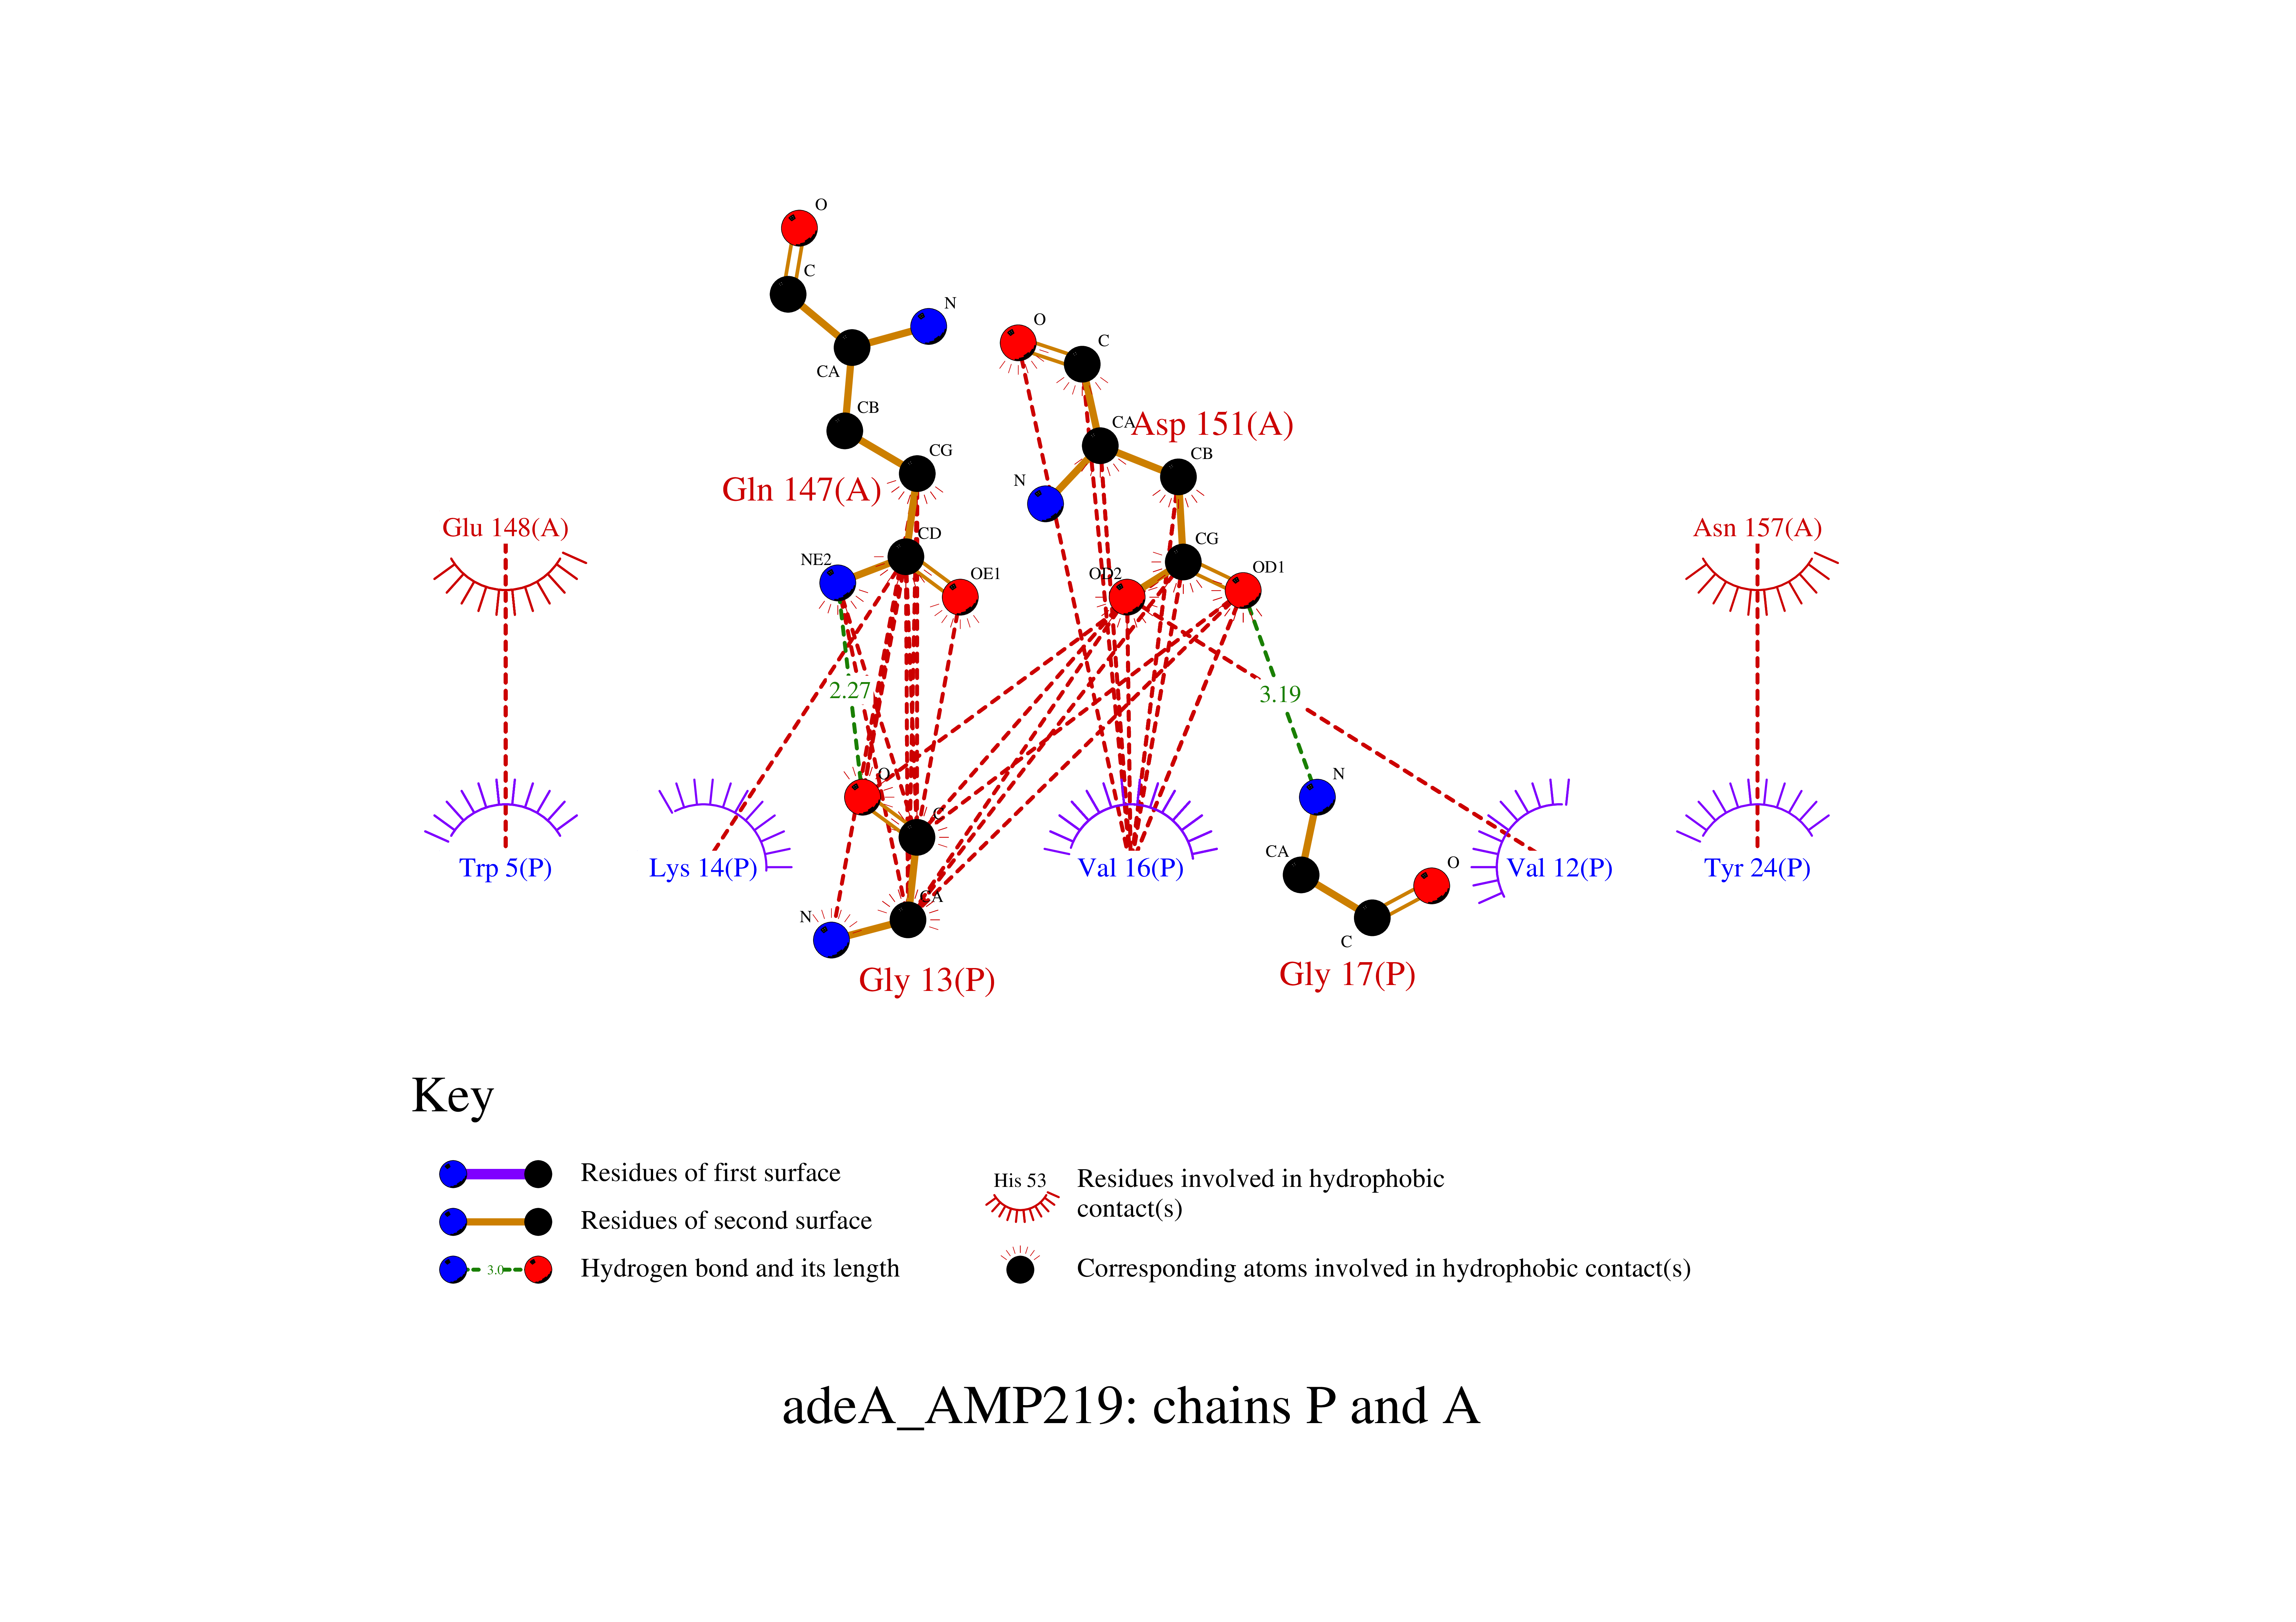 O
C
N
CA
CB
CG
Gln 147(A)
CD
NE2
OE1
O
C
CA
Asp 151(A)
CB
N
CG
OD2
OD1
Glu 148(A)
Asn 157(A)
2.27
3.19
O
C
CA
N
Gly 13(P)
N
CA
O
C
Gly 17(P)
Trp 5(P)
Lys 14(P)
Val 16(P)
Val 12(P)
Tyr 24(P)
Key
Residues of first surface
Residues of second surface
3.0
Hydrogen bond and its length
His 53
Residues involved in hydrophobic
contact(s)
Corresponding atoms involved in hydrophobic contact(s)
adeA_AMP219: chains P and A